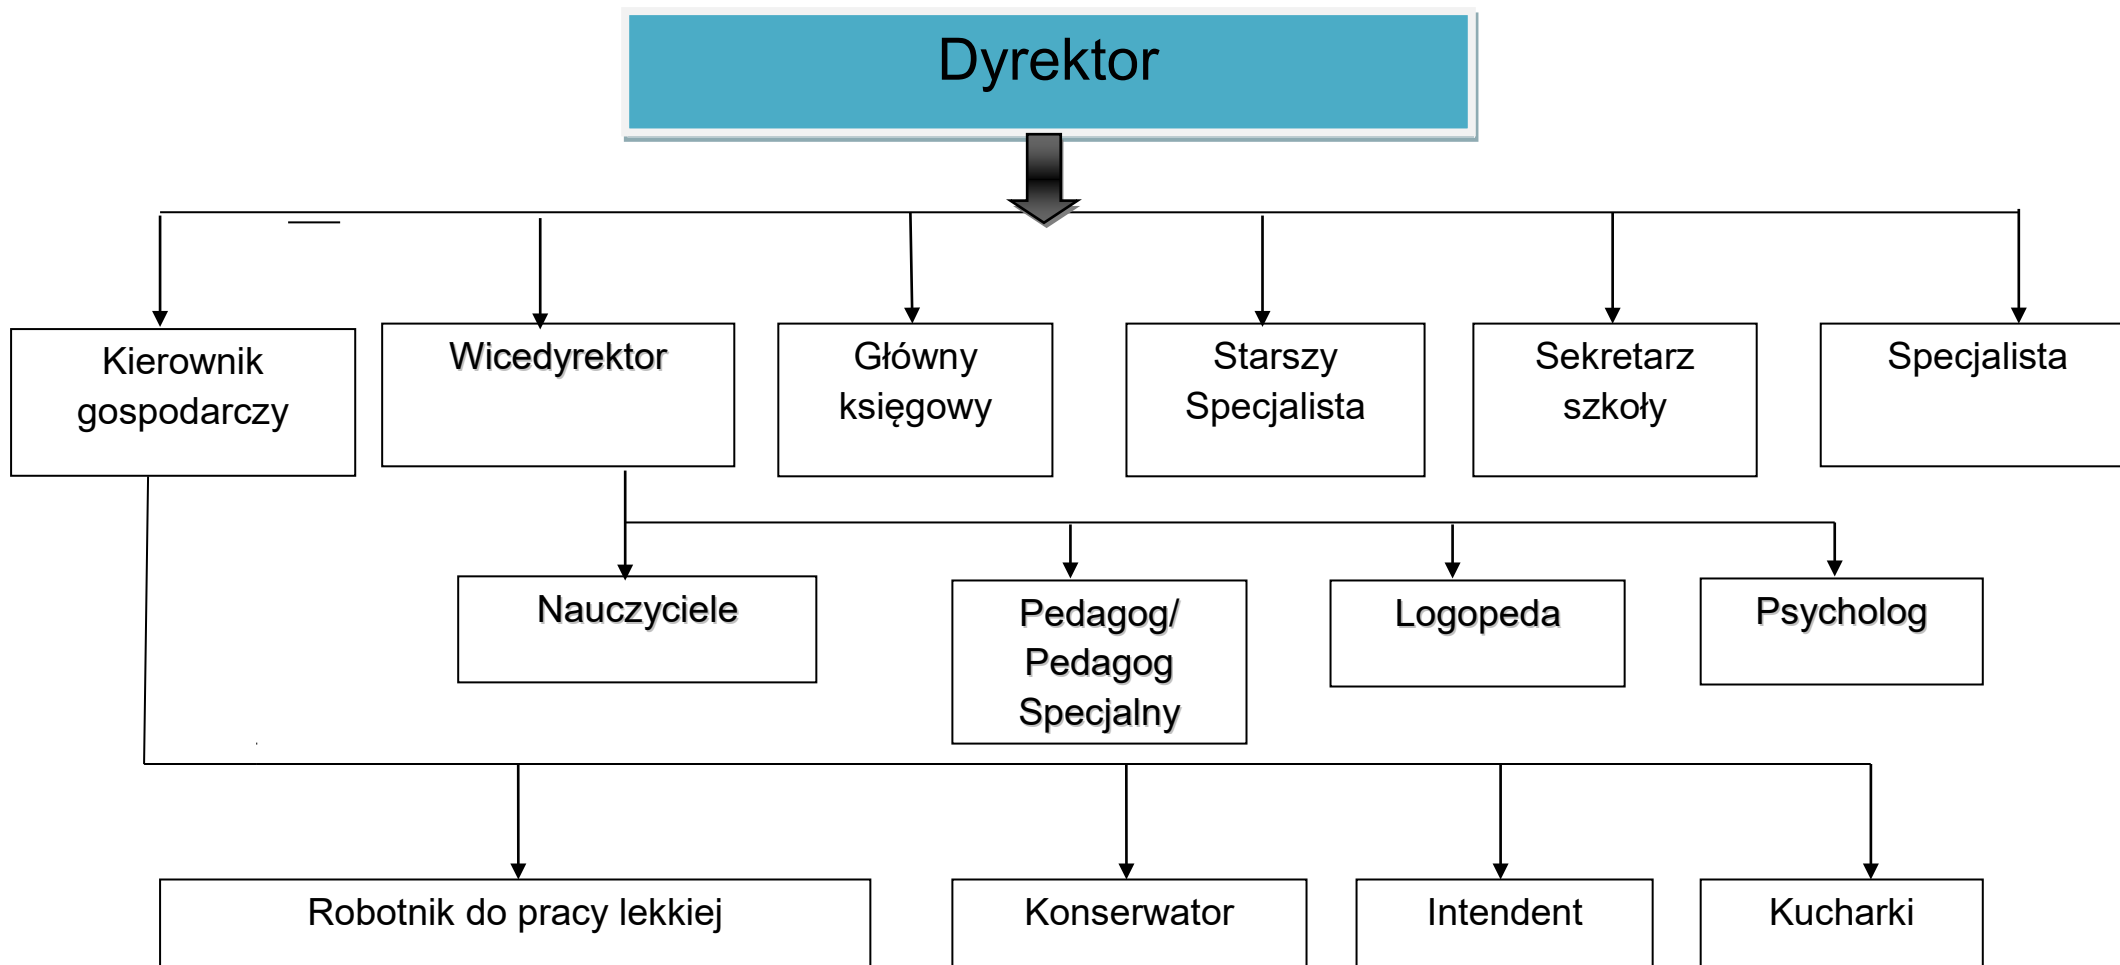 Dyrektor
Kierownik
gospodarczy
Wicedyrektor
Główny
księgowy
Starszy
Specjalista
Sekretarz
szkoły
Specjalista
Nauczyciele
Pedagog/
Pedagog
Specjalny
Logopeda
Psycholog
Robotnik do pracy lekkiej
Konserwator
Intendent
Kucharki